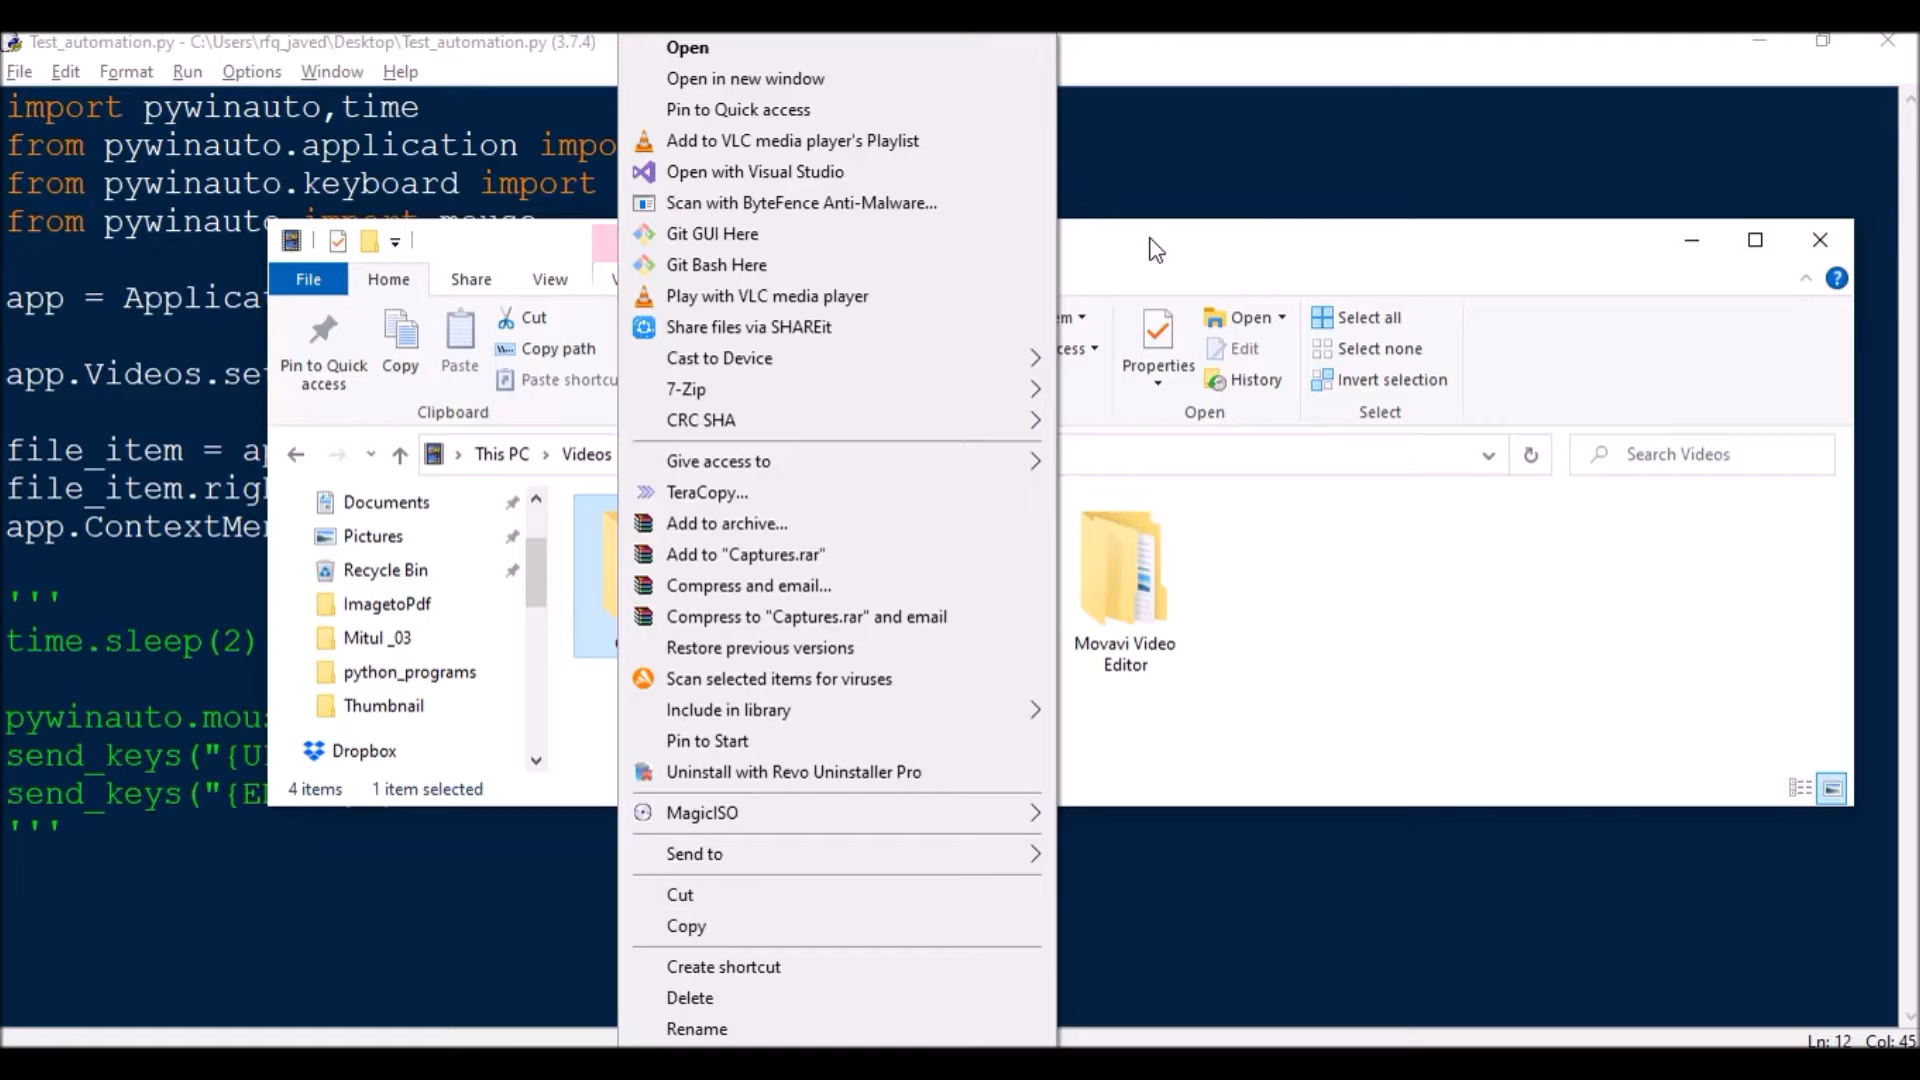 Test_automation.py - C:\Users\rfq_javed\Desktop\Test_automation.py (3.7.4)
File Edit Format Run Options Window Help
import pywinauto,time
from pywinauto.application impo
from pywinauto.keyboard import
from pywinauto import mouse
app = Applica
app.Videos.se
file_item = ap
file_item.righ
app.ContextMe
'''
time.sleep(2)
pywinauto.mous
send_keys("{U
send_keys("{E
'''
File Home Share View
Pin to Quick access
Copy
Paste
Cut
Copy path
Paste shortcu
Clipboard
Properties
Open
Edit
History
Open
Select all
Select none
Invert selection
Select
This PC > Videos
Search Videos
Documents
Pictures
Recycle Bin
ImagetoPdf
Mitul _03
python_programs
Thumbnail
Dropbox
Movavi Video
Editor
4 items 1 item selected
Open
Open in new window
Pin to Quick access
Add to VLC media player's Playlist
Open with Visual Studio
Scan with ByteFence Anti-Malware...
Git GUI Here
Git Bash Here
Play with VLC media player
Share files via SHAREit
Cast to Device
7-Zip
CRC SHA
Give access to
TeraCopy...
Add to archive...
Add to "Captures.rar"
Compress and email...
Compress to "Captures.rar" and email
Restore previous versions
Scan selected items for viruses
Include in library
Pin to Start
Uninstall with Revo Uninstaller Pro
MagicISO
Send to
Cut
Copy
Create shortcut
Delete
Rename
Ln: 12 Col: 45